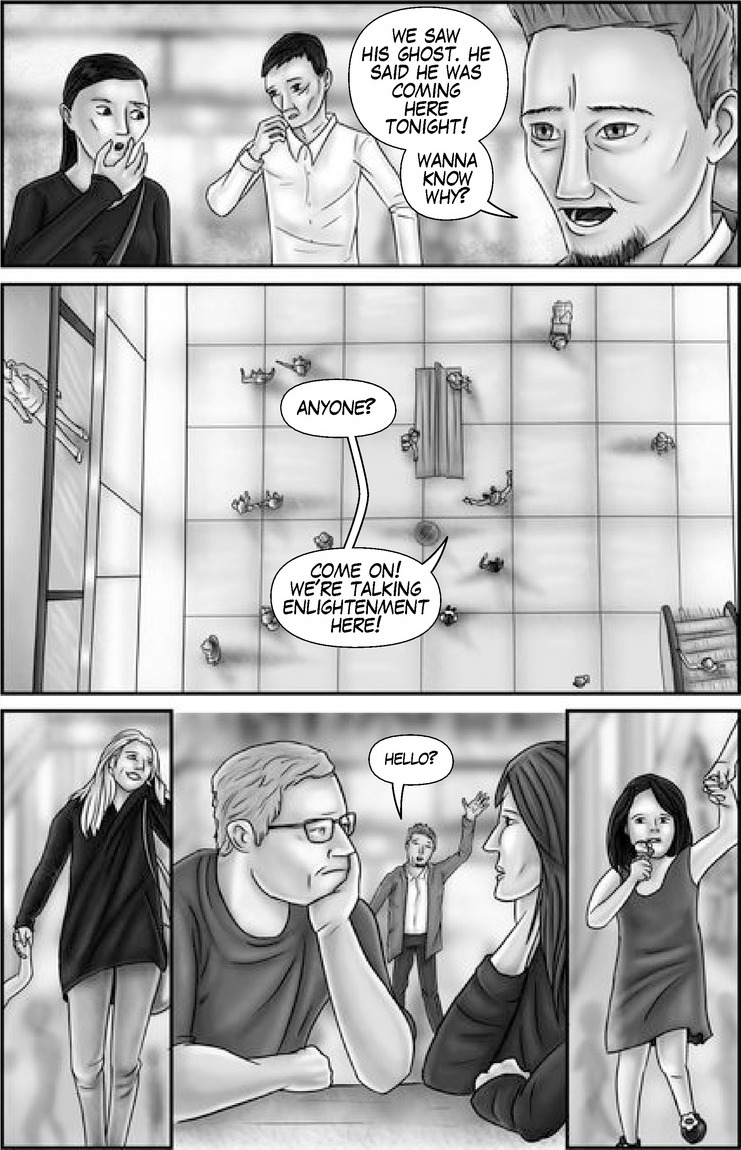 WE SAW
HIS GHOST. HE
SAID HE WAS
COMING
HERE
TONIGHT!
WANNA
KNOW
WHY?
ANYONE?
COME ON!
WE'RE TALKING
ENLIGHTENMENT
HERE!
HELLO?